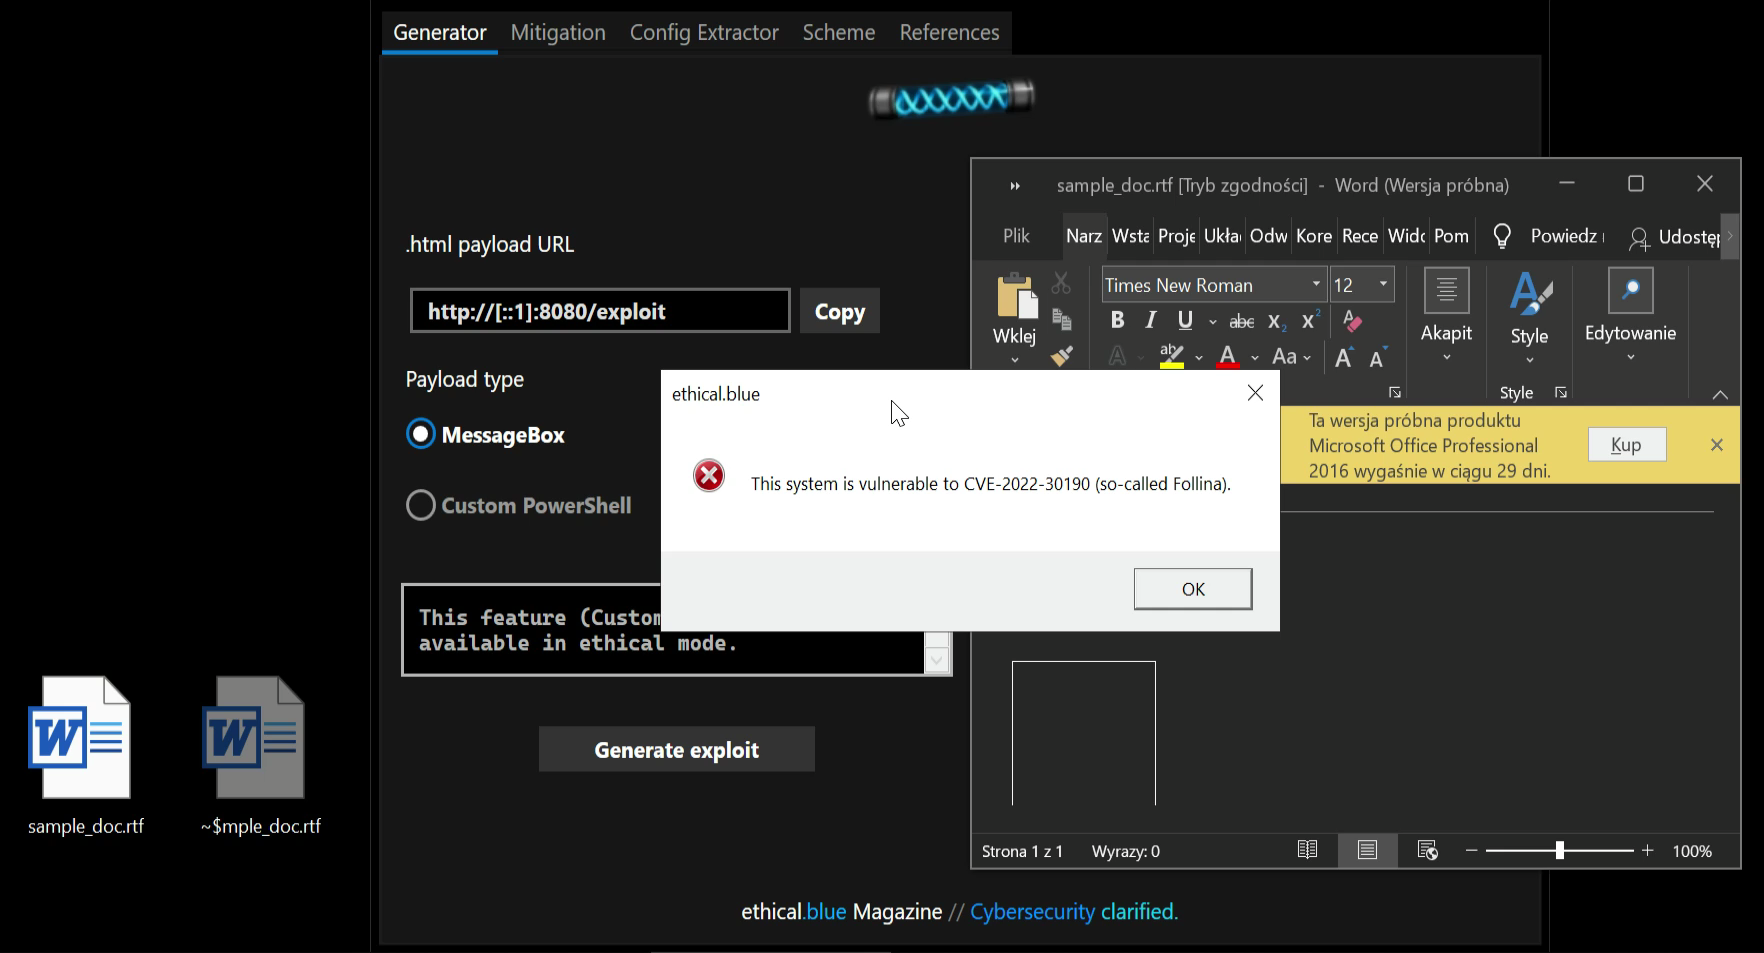 Generator Mitigation Config Extractor Scheme References
.html payload URL
http://[::1]:8080/exploit
Copy
Payload type
MessageBox
Custom PowerShell
This feature (Custom
available in ethical mode.
Generate exploit
sample_doc.rtf
~$mple_doc.rtf
ethical.blue Magazine // Cybersecurity clarified.
sample_doc.rtf [Tryb zgodności] - Word (Wersja próbna)
Plik Narz Wsta Proje Ukła Odw Kore Rece Wido Pom Powiedz Udostęp
Times New Roman 12
Wklej
B I U abc X₂ X²
ab A Aa A A
Akapit
Style
Edytowanie
Style
Ta wersja próbna produktu
Microsoft Office Professional
2016 wygaśnie w ciągu 29 dni.
Kup
ethical.blue
This system is vulnerable to CVE-2022-30190 (so-called Follina).
OK
Strona 1 z 1 Wyrazy: 0 100%